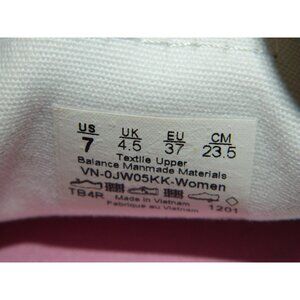 US UK EU CM
7 4.5 37 23.5
Textile Upper
Balance Manmade Materials
VN-0JW05KK-Women
TB4R Made in Vietnam
Fabrique au Vietnam 1201